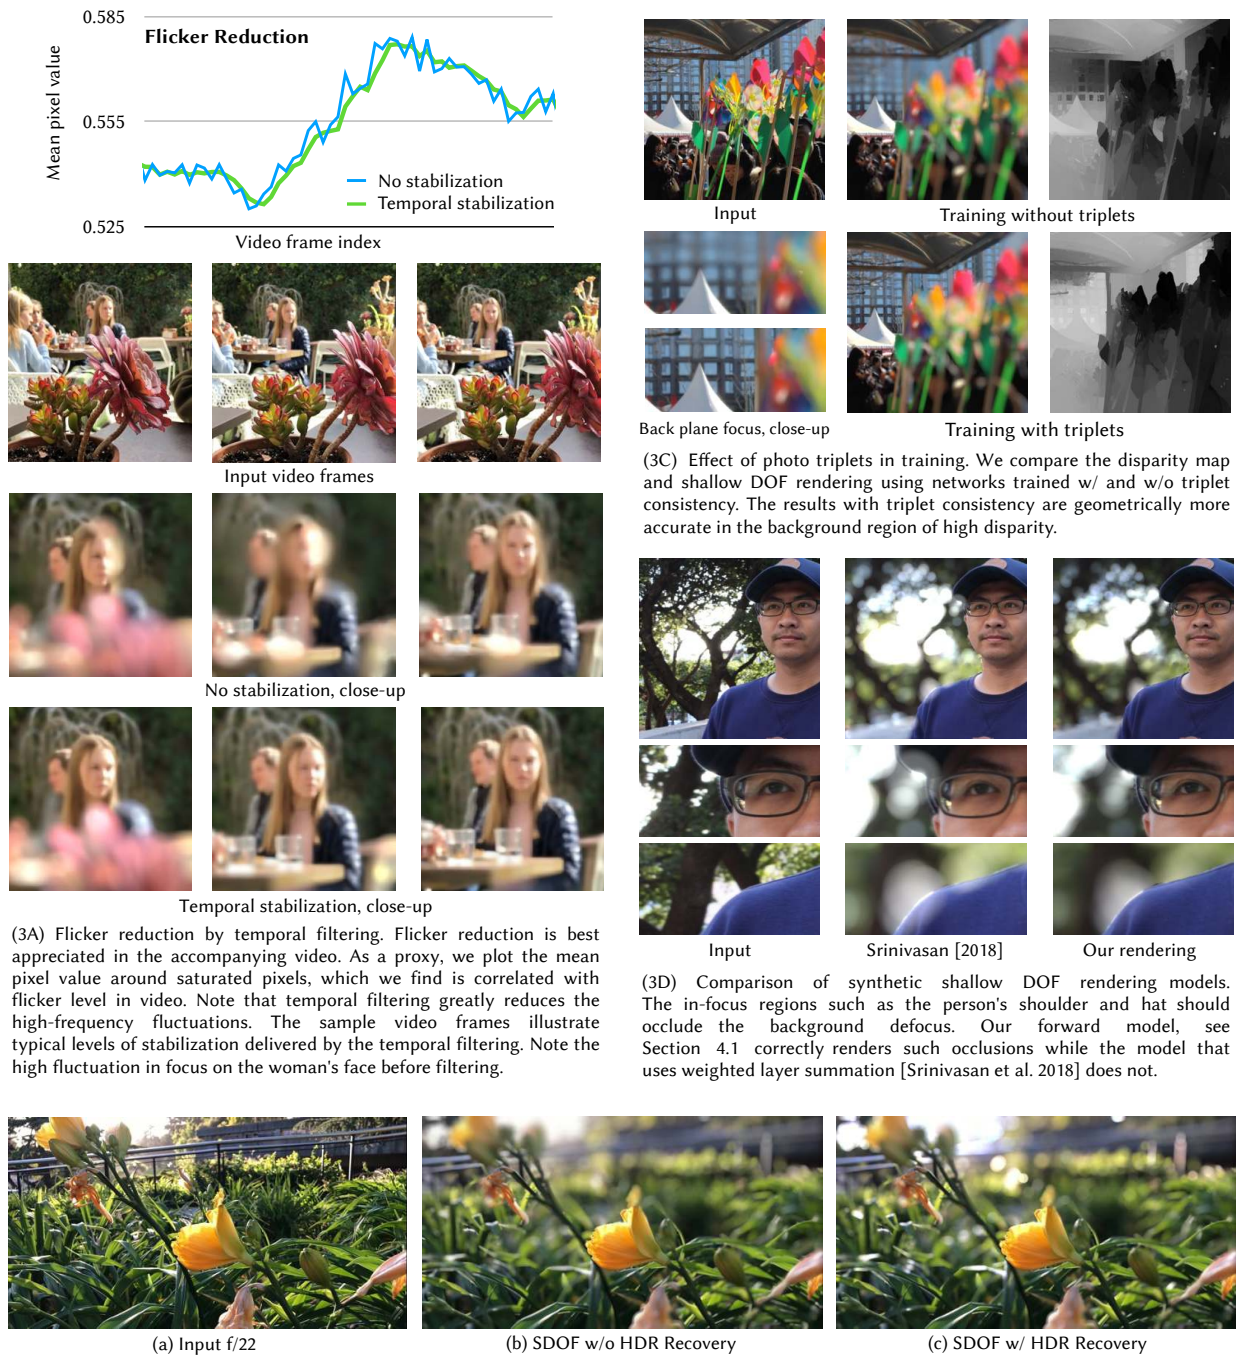 0.585
Flicker Reduction
Mean pixel value
0.555
No stabilization
Temporal stabilization
0.525
Video frame index
Input video frames
No stabilization, close-up
Temporal stabilization, close-up
(3A) Flicker reduction by temporal filtering. Flicker reduction is best
appreciated in the accompanying video. As a proxy, we plot the mean
pixel value around saturated pixels, which we find is correlated with
flicker level in video. Note that temporal filtering greatly reduces the
high-frequency fluctuations. The sample video frames illustrate
typical levels of stabilization delivered by the temporal filtering. Note the
high fluctuation in focus on the woman's face before filtering.
Input
Training without triplets
Back plane focus, close-up
Training with triplets
(3C) Effect of photo triplets in training. We compare the disparity map
and shallow DOF rendering using networks trained w/ and w/o triplet
consistency. The results with triplet consistency are geometrically more
accurate in the background region of high disparity.
Input
Srinivasan [2018]
Our rendering
(3D) Comparison of synthetic shallow DOF rendering models.
The in-focus regions such as the person's shoulder and hat should
occlude the background defocus. Our forward model, see
Section 4.1 correctly renders such occlusions while the model that
uses weighted layer summation [Srinivasan et al. 2018] does not.
(a) Input f/22
(b) SDOF w/o HDR Recovery
(c) SDOF w/ HDR Recovery